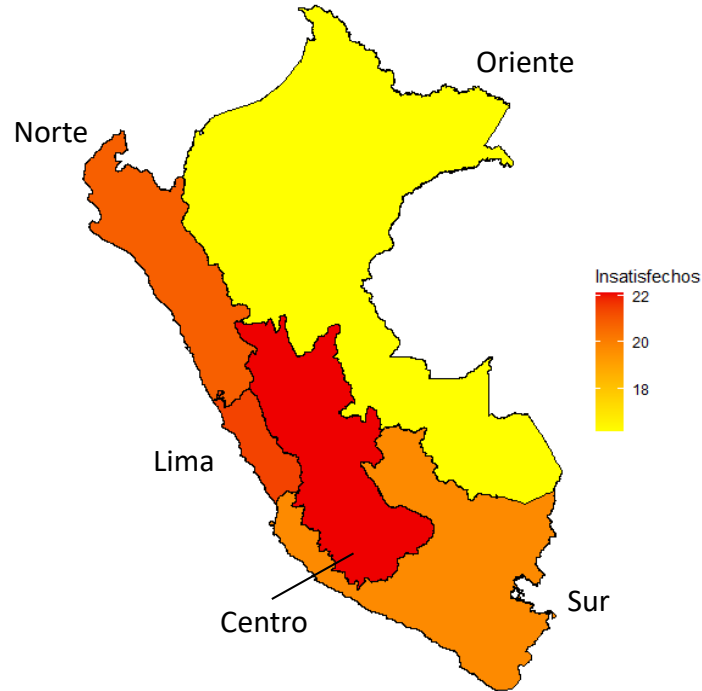 Oriente
Norte
Insatisfechos
22
20
18
Lima
Centro
Sur